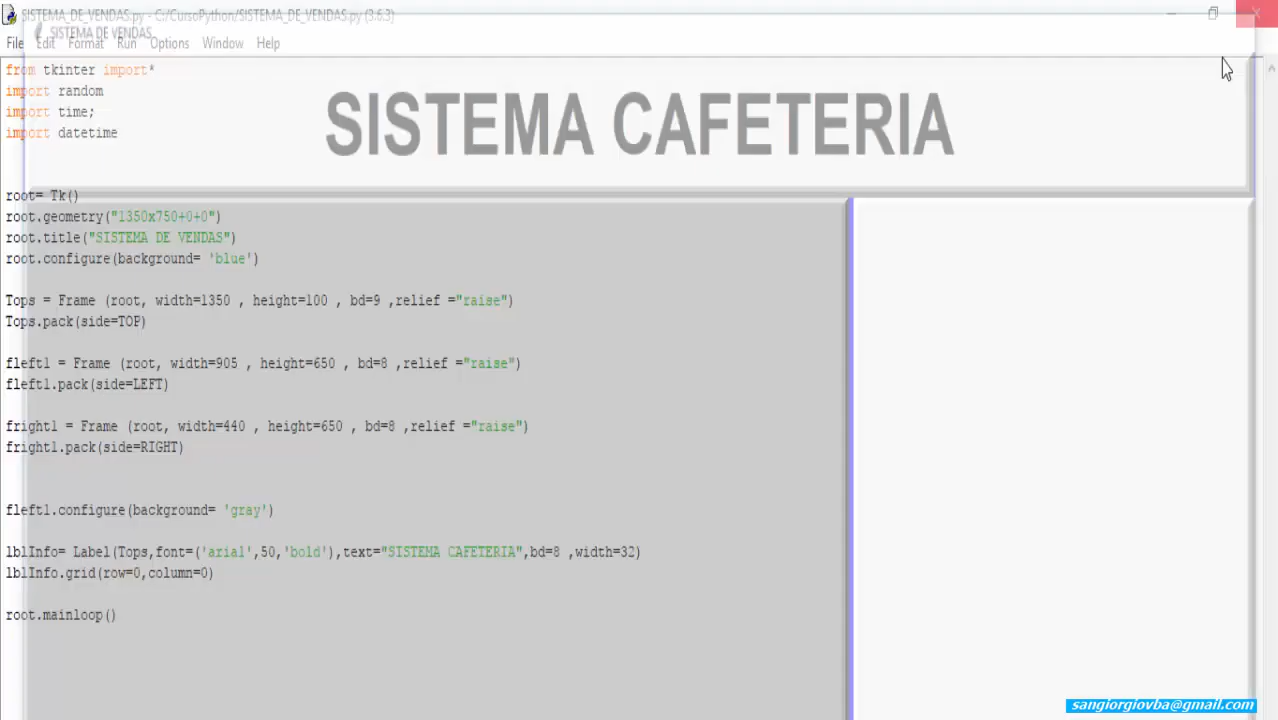 SISTEMA_DE_VENDAS.py - C:/CursoPython/SISTEMA_DE_VENDAS.py (3.6.3)
SISTEMA DE VENDAS
File Edit Format Run Options Window Help
from tkinter import*
import random
import time;
import datetime
SISTEMA CAFETERIA
root= Tk()
root.geometry("1350x750+0+0")
root.title("SISTEMA DE VENDAS")
root.configure(background= 'blue')
Tops = Frame (root, width=1350 , height=100 , bd=9 ,relief ="raise")
Tops.pack(side=TOP)
fleft1 = Frame (root, width=905 , height=650 , bd=8 ,relief ="raise")
fleft1.pack(side=LEFT)
fright1 = Frame (root, width=440 , height=650 , bd=8 ,relief ="raise")
fright1.pack(side=RIGHT)
fleft1.configure(background= 'gray')
lblInfo= Label(Tops,font=('arial',50,'bold'),text="SISTEMA CAFETERIA",bd=8 ,width=32)
lblInfo.grid(row=0,column=0)
root.mainloop()
sangiorgiovba@gmail.com